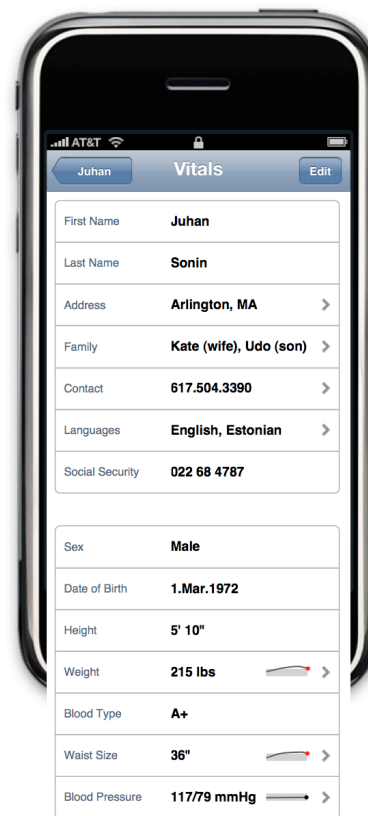 AT&T
Juhan Vitals Edit
First Name Juhan
Last Name Sonin
Address Arlington, MA
Family Kate (wife), Udo (son)
Contact 617.504.3390
Languages English, Estonian
Social Security 022 68 4787
Sex Male
Date of Birth 1.Mar.1972
Height 5' 10"
Weight 215 lbs
Blood Type A+
Waist Size 36"
Blood Pressure 117/79 mmHg